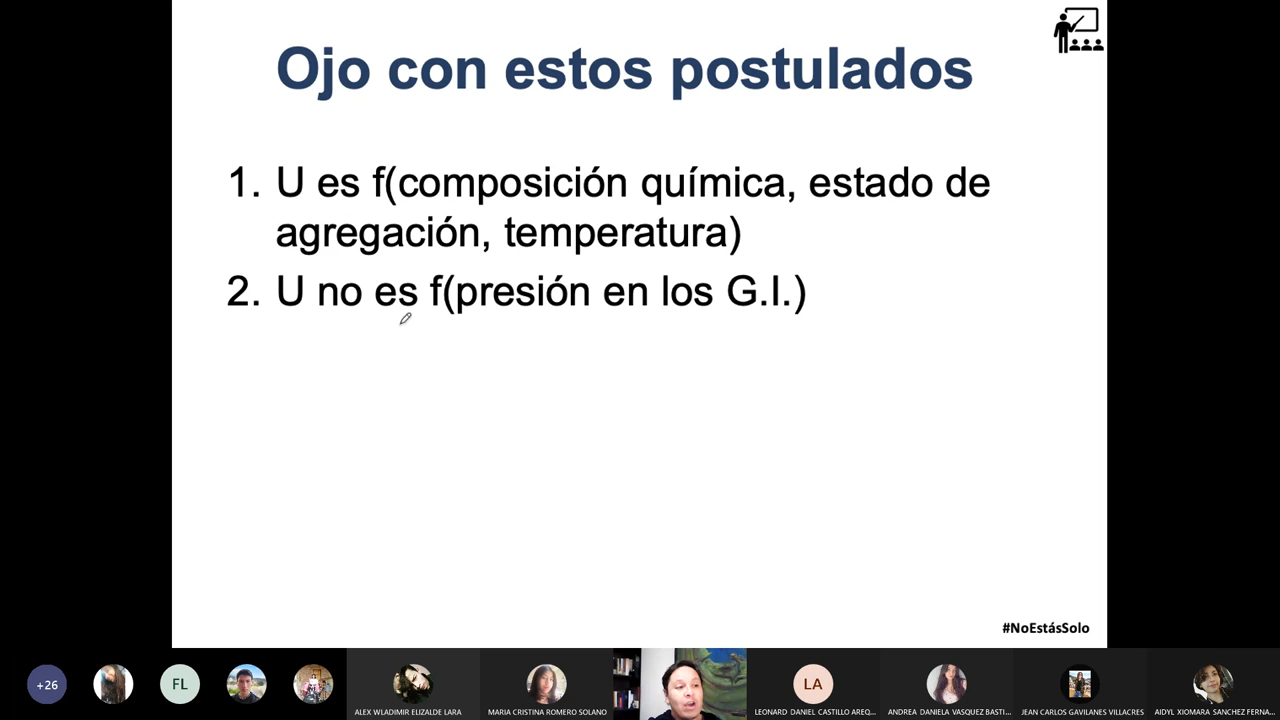 Ojo con estos postulados
1. U es f(composición química, estado de
agregación, temperatura)
2. U no es f(presión en los G.I.)
#NoEstásSolo
+26
FL
ALEX WLADIMIR ELIZALDE LARA
MARIA CRISTINA ROMERO SOLANO
LA
LEONARD DANIEL CASTILLO AREQ...
ANDREA DANIELA VASQUEZ BASTI...
JEAN CARLOS GAVILANES VILLACRES
AIDYL XIOMARA SANCHEZ FERNA...